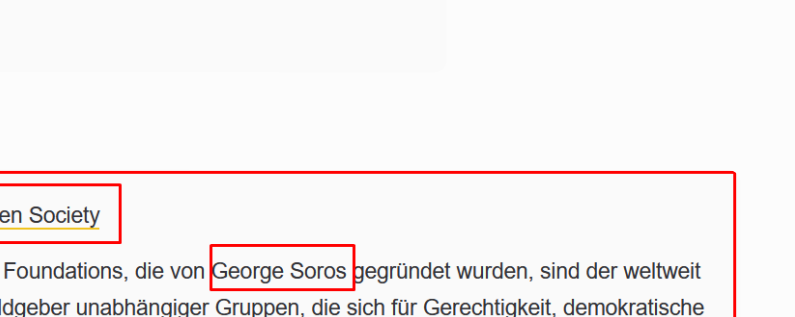 en Society
Foundations, die von George Soros gegründet wurden, sind der weltweit
ldgeber unabhängiger Gruppen, die sich für Gerechtigkeit, demokratische